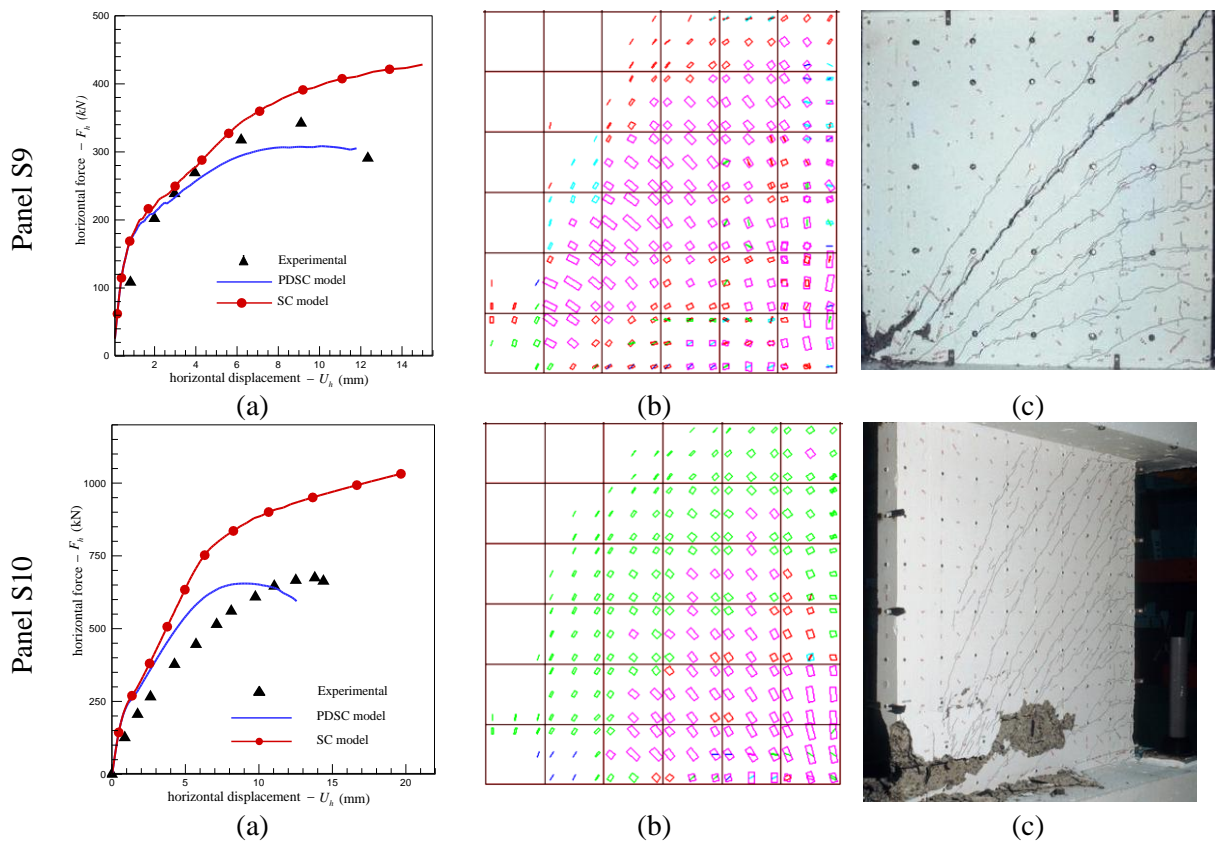 Panel S9
500
400
300
200
100
0
horizontal force – F_h (kN)
Experimental
PDSC model
SC model
0 2 4 6 8 10 12 14
horizontal displacement – U_h (mm)
(a)
(b)
(c)
Panel S10
1000
750
500
250
0
horizontal force – F_h (kN)
Experimental
PDSC model
SC model
0 5 10 15 20
horizontal displacement – U_h (mm)
(a)
(b)
(c)